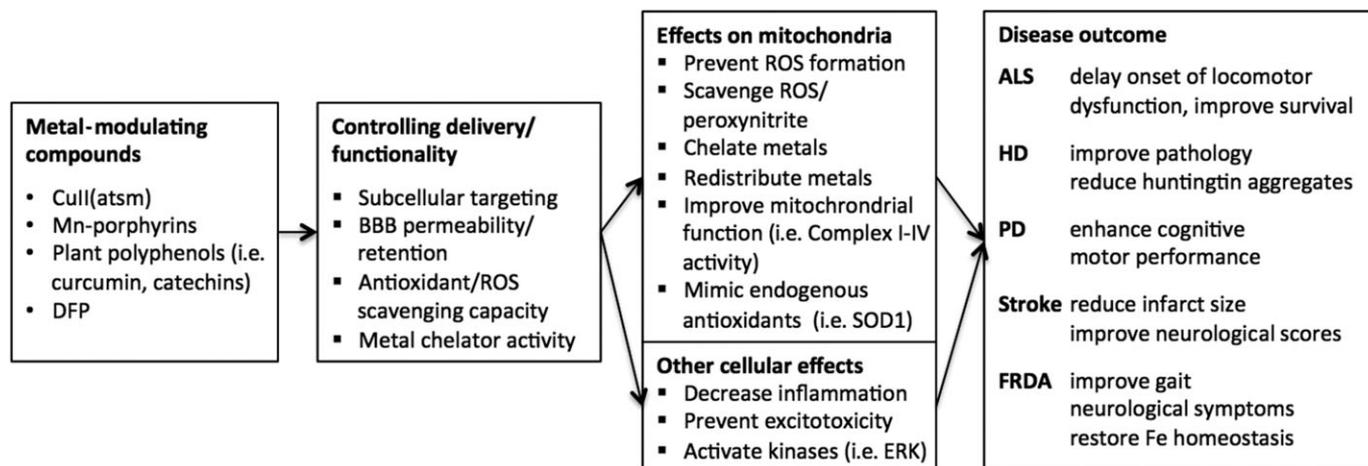 Metal-modulating
compounds
• CuII(atsm)
• Mn-porphyrins
• Plant polyphenols (i.e.
curcumin, catechins)
• DFP
Controlling delivery/
functionality
▪ Subcellular targeting
▪ BBB permeability/
retention
▪ Antioxidant/ROS
scavenging capacity
▪ Metal chelator activity
Effects on mitochondria
▪ Prevent ROS formation
▪ Scavenge ROS/
peroxynitrite
▪ Chelate metals
▪ Redistribute metals
▪ Improve mitochrondrial
function (i.e. Complex I-IV
activity)
▪ Mimic endogenous
antioxidants (i.e. SOD1)
Other cellular effects
▪ Decrease inflammation
▪ Prevent excitotoxicity
▪ Activate kinases (i.e. ERK)
Disease outcome
ALS delay onset of locomotor
dysfunction, improve survival
HD improve pathology
reduce huntingtin aggregates
PD enhance cognitive
motor performance
Stroke reduce infarct size
improve neurological scores
FRDA improve gait
neurological symptoms
restore Fe homeostasis